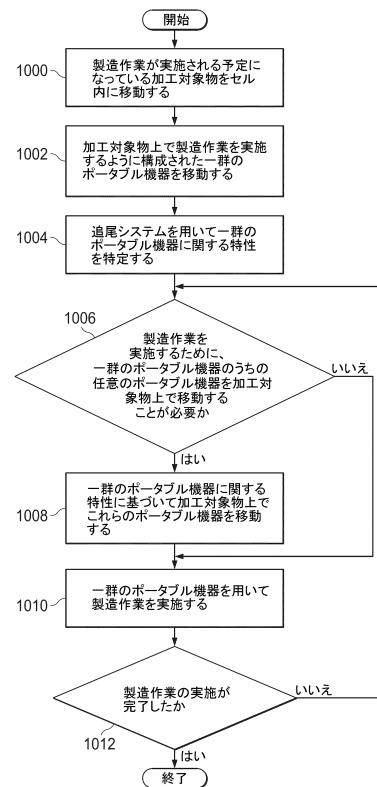 開始
1000
製造作業が実施される予定に
なっている加工対象物をセル
内に移動する
1002
加工対象物上で製造作業を実施
するように構成された一群の
ポータブル機器を移動する
1004
追尾システムを用いて一群の
ポータブル機器に関する特性
を特定する
1006
製造作業を
実施するために、
一群のポータブル機器のうちの
任意のポータブル機器を加工対
象物上で移動する
ことが必要か
いいえ
はい
1008
一群のポータブル機器に関する
特性に基づいて加工対象物上で
これらのポータブル機器を移動
する
1010
一群のポータブル機器を用いて
製造作業を実施する
製造作業の実施が
完了したか
いいえ
1012
はい
終了